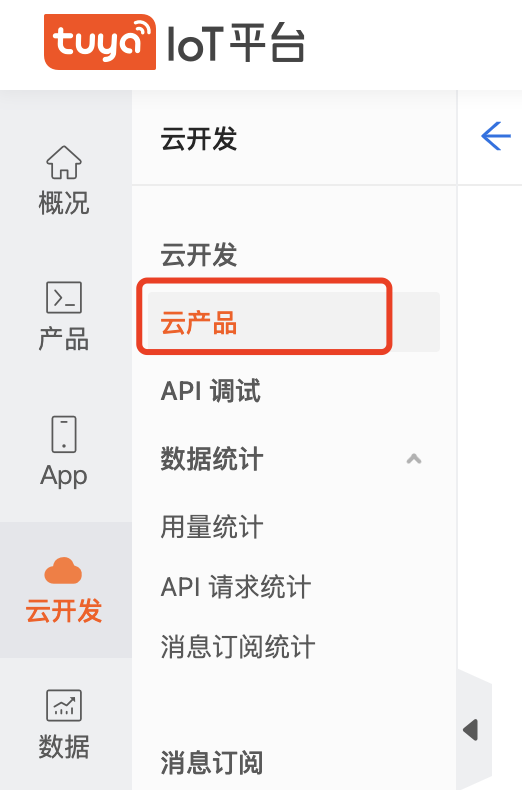 tuya IoT平台
概况
产品
App
云开发
数据
云开发
云开发
云产品
API 调试
数据统计
用量统计
API 请求统计
消息订阅统计
消息订阅